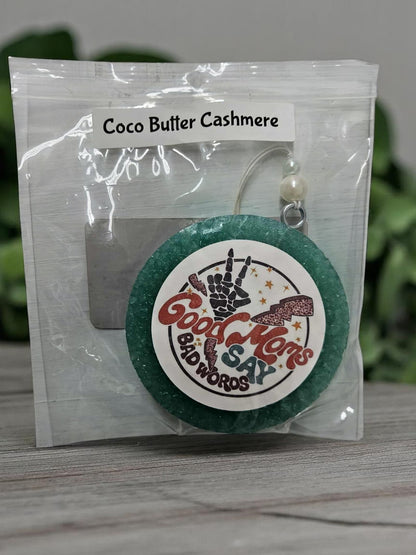 Coco Butter Cashmere
Good Moms
SAY
BAD WORDS